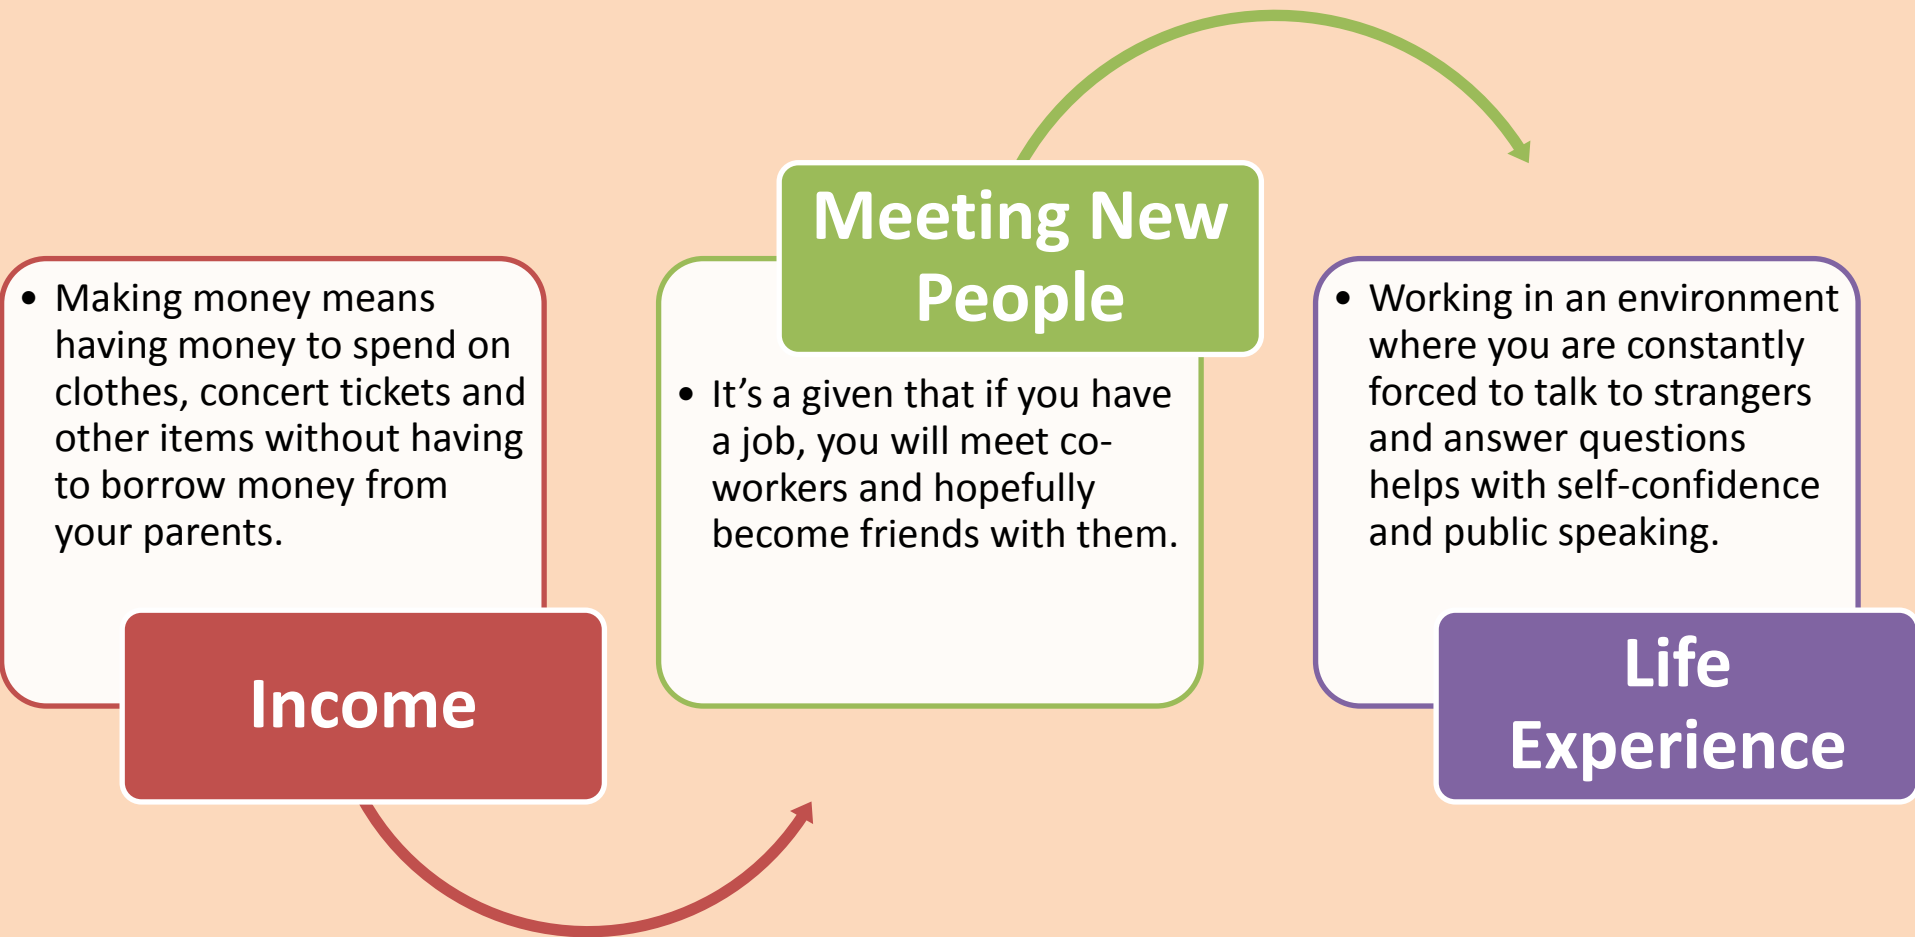 • Making money means
having money to spend on
clothes, concert tickets and
other items without having
to borrow money from
your parents.
Income
Meeting New
People
• It’s a given that if you have
a job, you will meet co-
workers and hopefully
become friends with them.
• Working in an environment
where you are constantly
forced to talk to strangers
and answer questions
helps with self-confidence
and public speaking.
Life
Experience